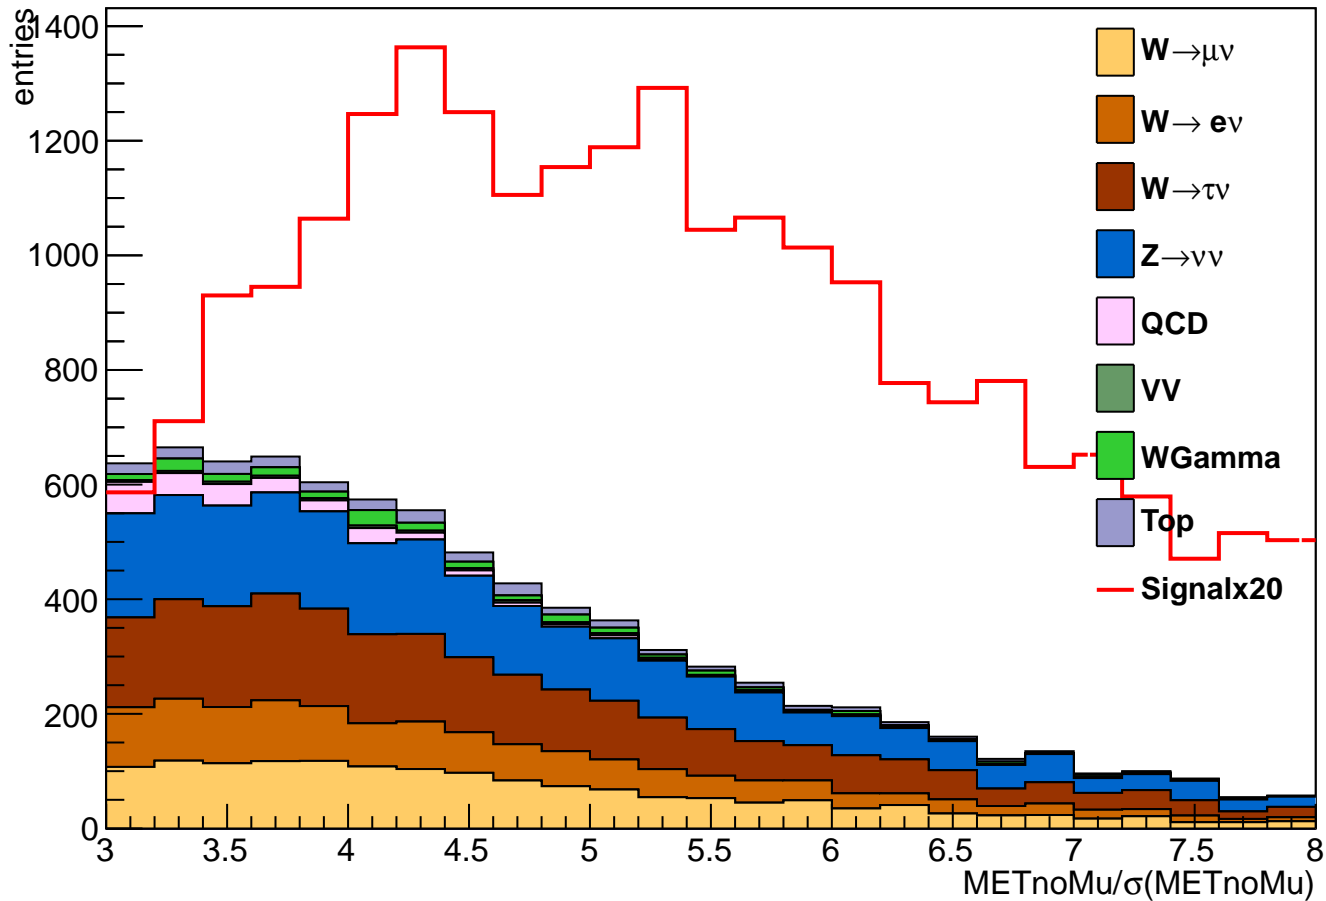 entries
1400
1200
1000
800
600
400
200
0
3 3.5 4 4.5 5 5.5 6 6.5 7 7.5 8
METnoMu/σ(METnoMu)
W→μν
W→ eν
W→τν
Z→νν
QCD
VV
WGamma
Top
Signalx20